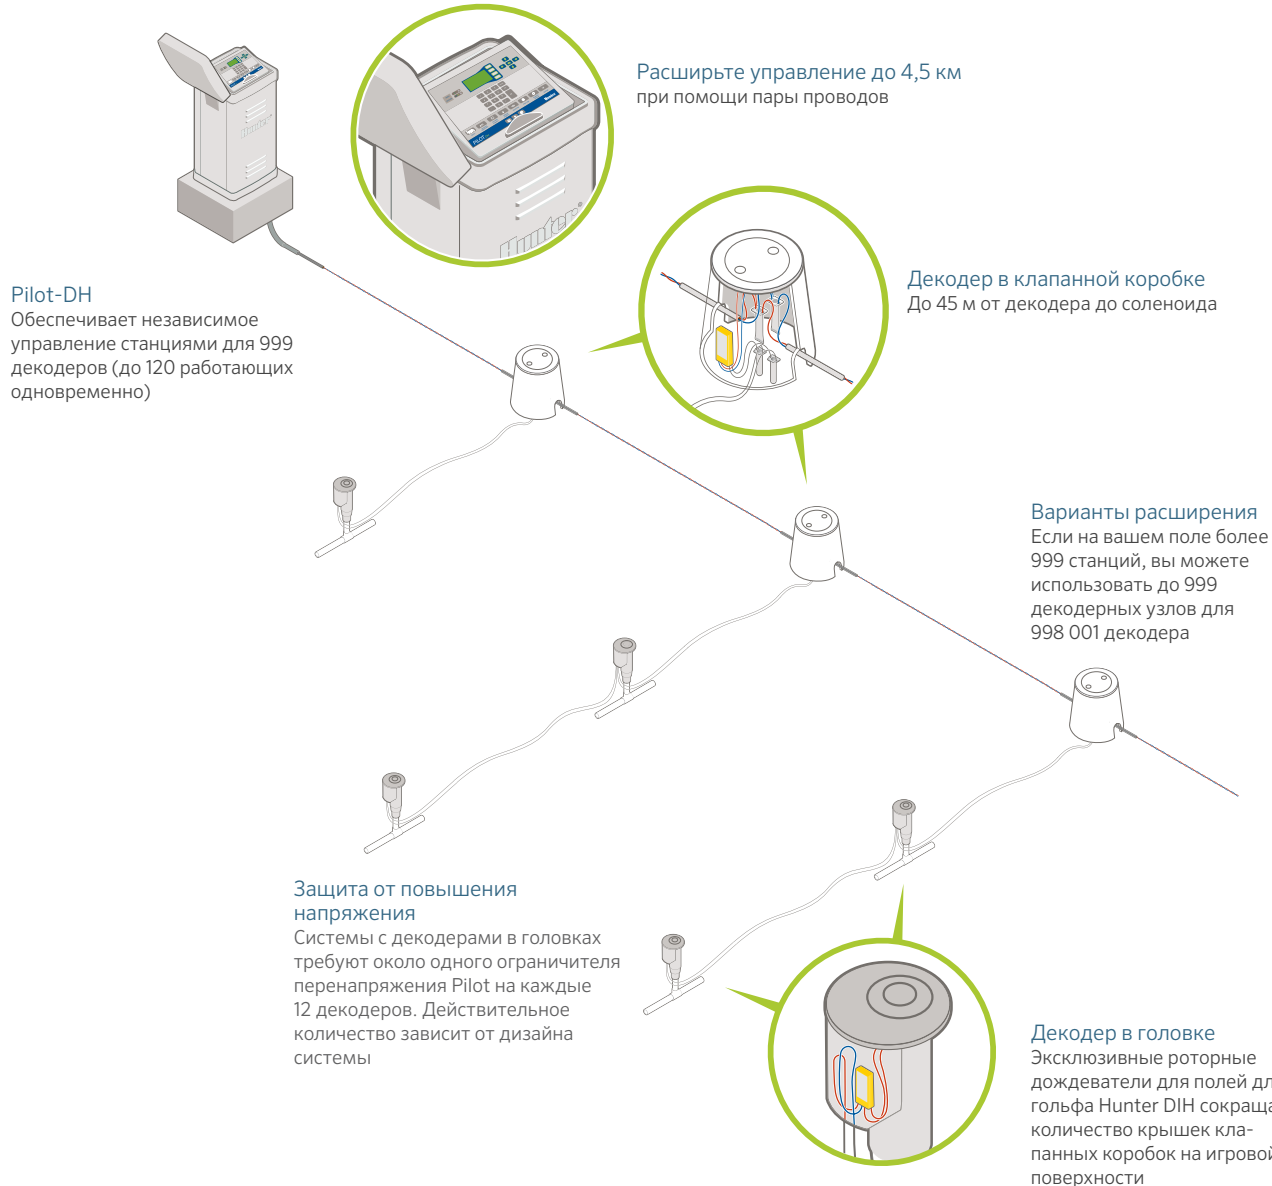 Расширьте управление до 4,5 км
при помощи пары проводов
PILOT
hunter
hunter®
Декодер в клапанной коробке
До 45 м от декодера до соленоида
Pilot-DH
Обеспечивает независимое
управление станциями для 999
декодеров (до 120 работающих
одновременно)
Варианты расширения
Если на вашем поле более
999 станций, вы можете
использовать до 999
декодерных узлов для
998 001 декодера
Защита от повышения
напряжения
Системы с декодерами в головках
требуют около одного ограничителя
перенапряжения Pilot на каждые
12 декодеров. Действительное
количество зависит от дизайна
системы
Декодер в головке
Эксклюзивные роторные
дождеватели для полей дл
гольфа Hunter DIH сокраща
количество крышек кла-
панных коробок на игровой
поверхности